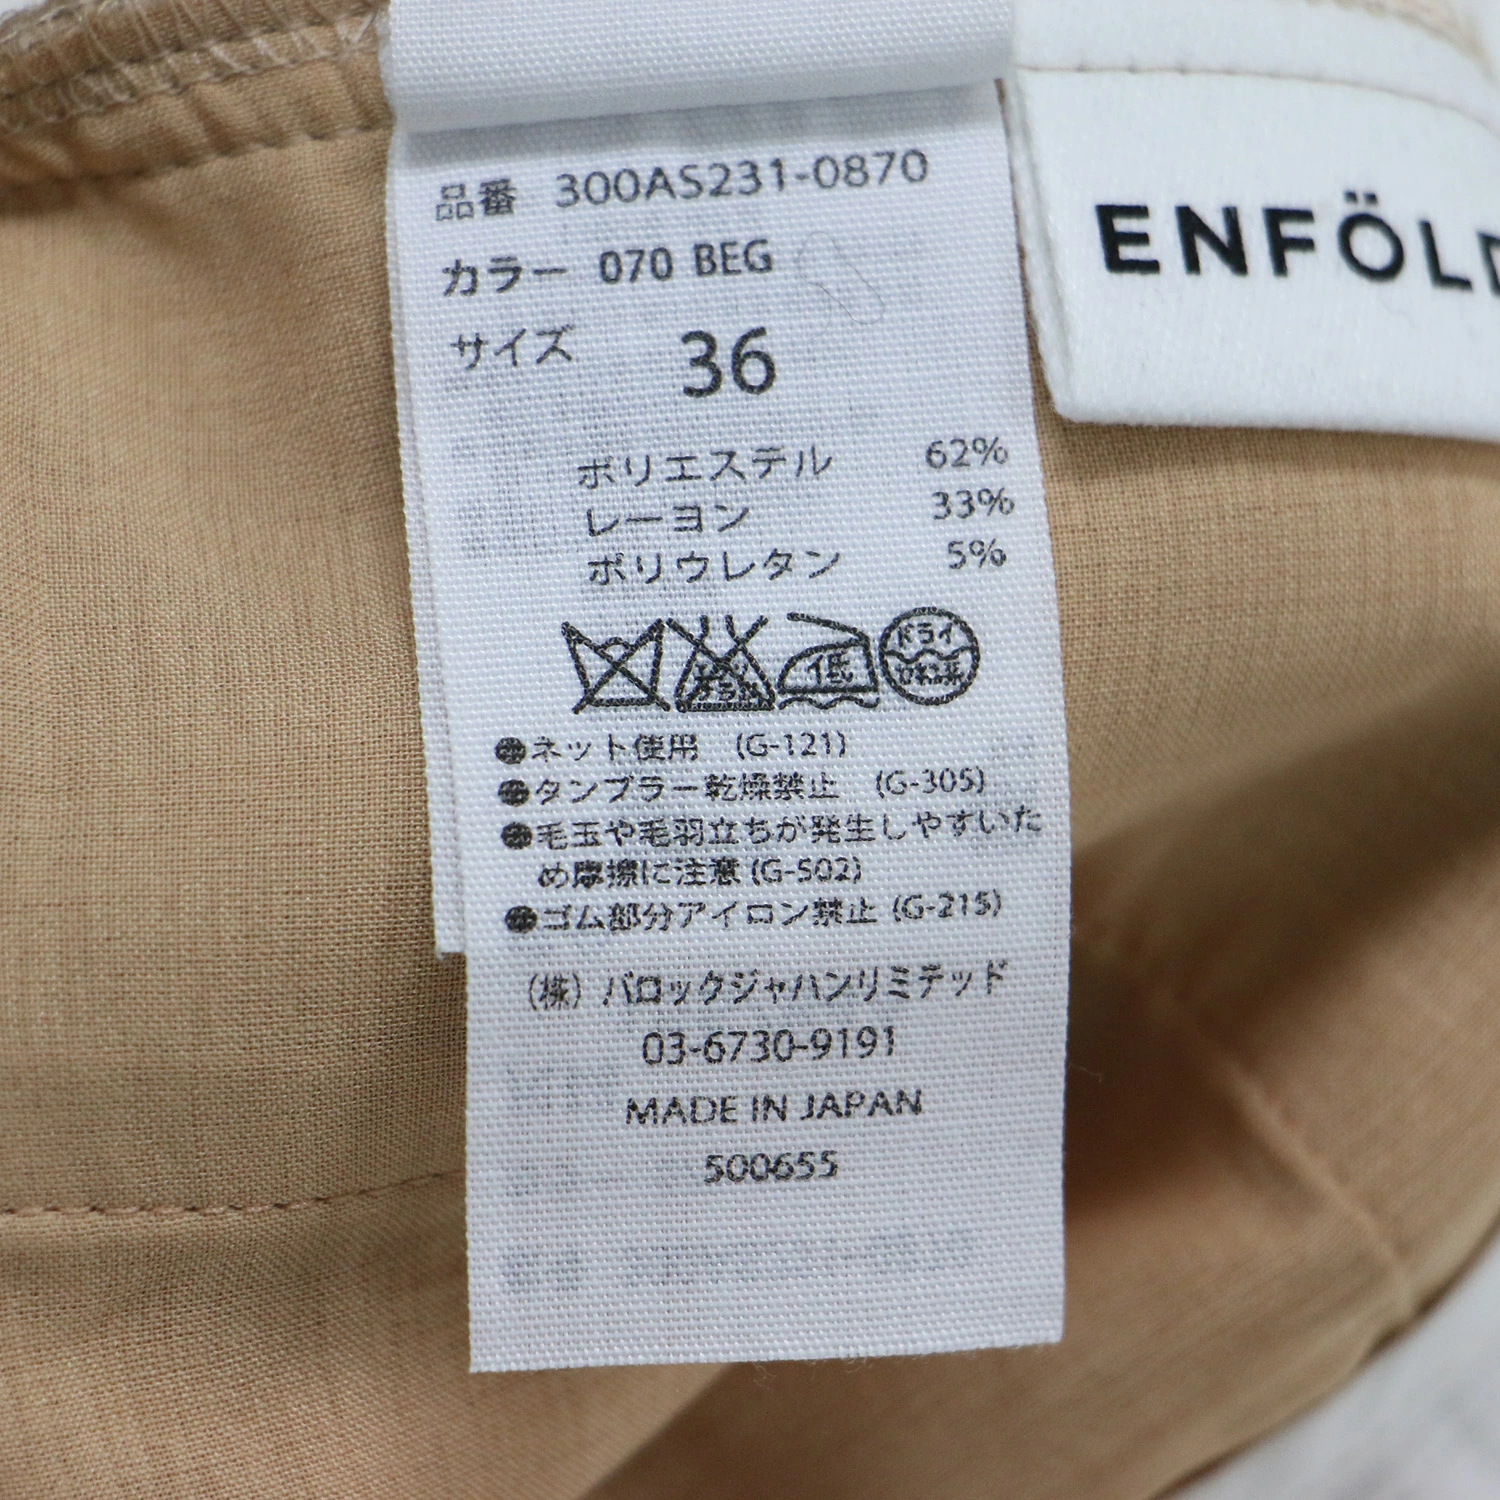 品番 300AS231-0870
カラー 070 BEG
サイズ 36
ポリエステル 62%
レーヨン 33%
ポリウレタン 5%
低
ドライ
●ネット使用 (G-121)
●タンブラー乾燥禁止 (G-305)
●毛玉や毛羽立ちが発生しやすいた
め摩擦に注意(G-502)
●ゴム部分アイロン禁止 (G-215)
(株) バロックジャパンリミテッド
03-6730-9191
MADE IN JAPAN
500655
ENFÖLD